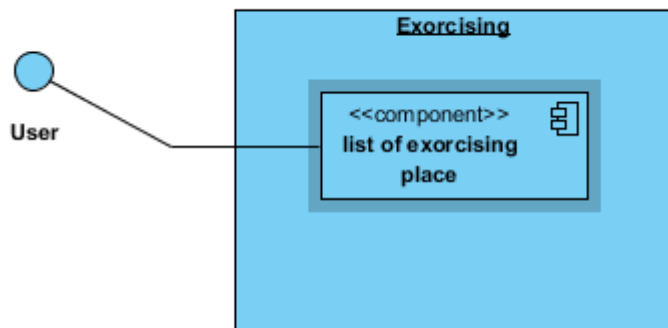 Exorcising
<<component>>
list of exorcising
place
User